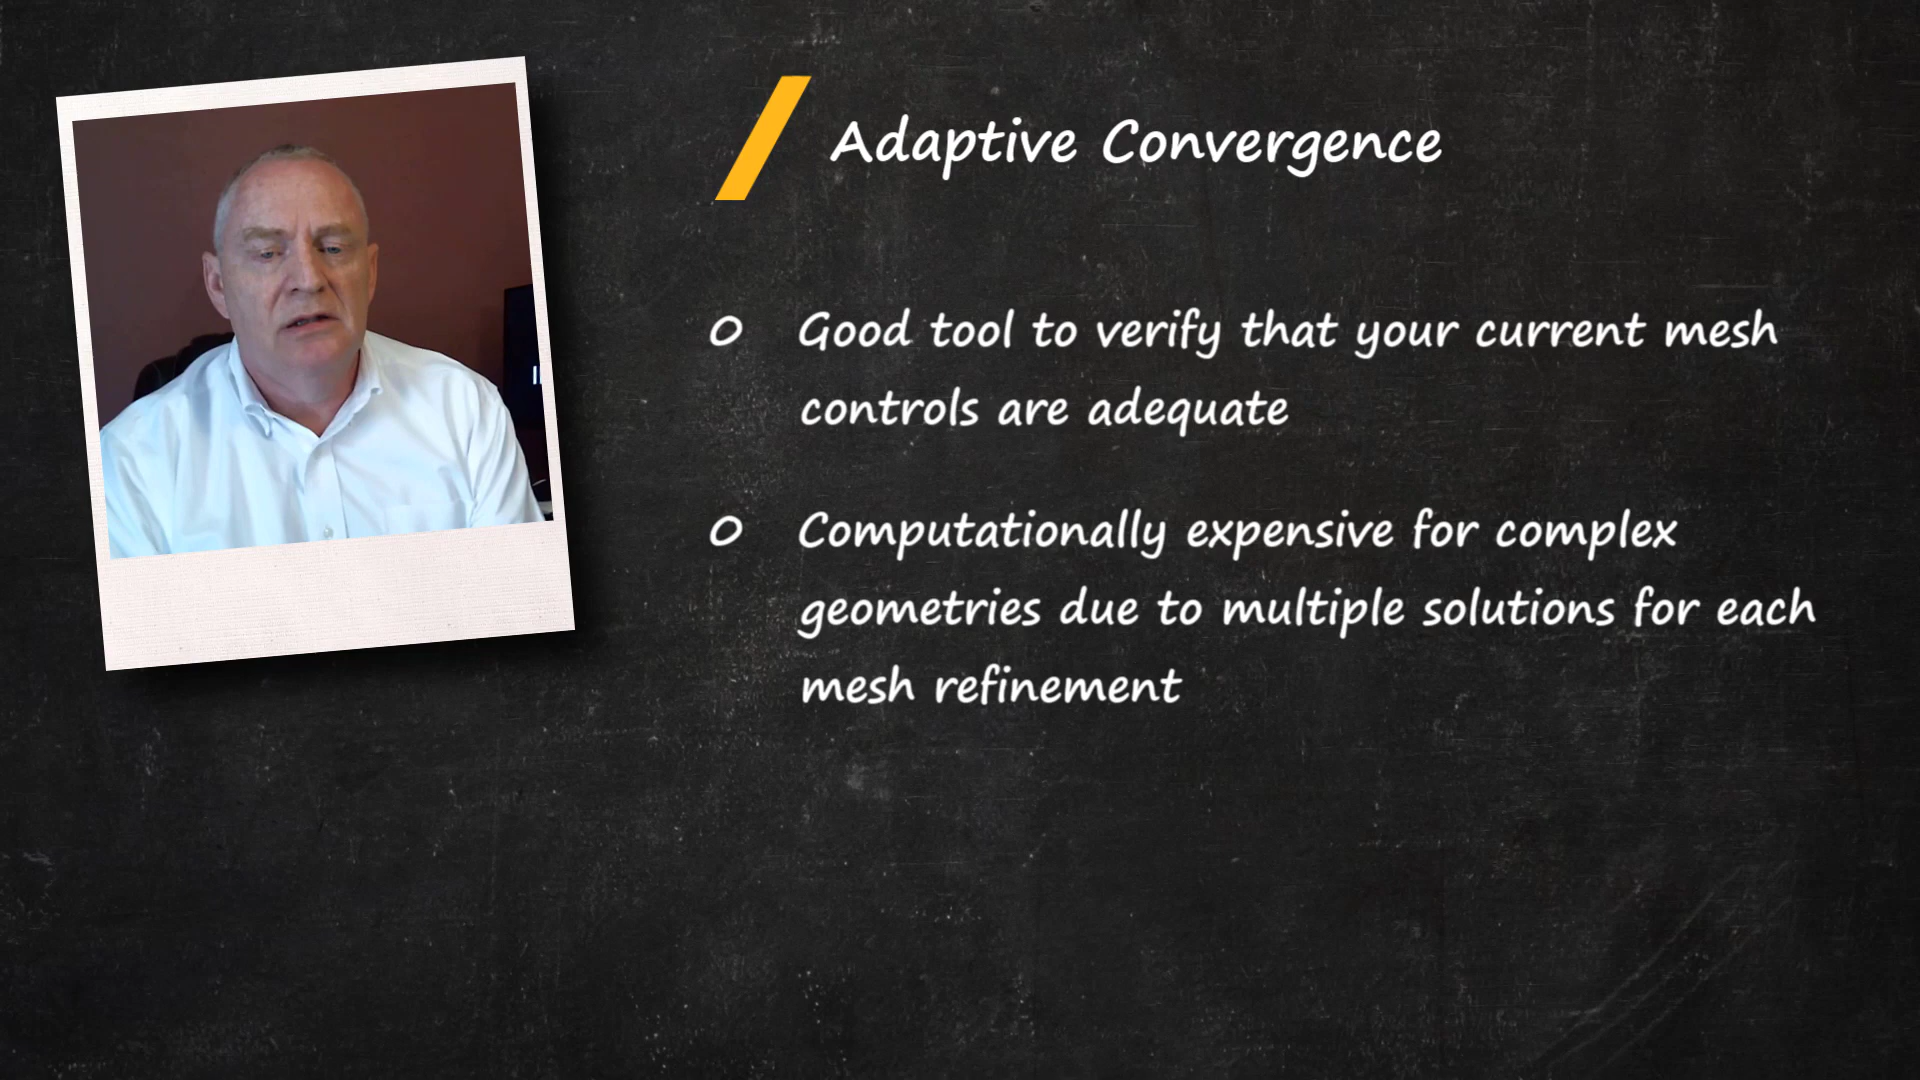 Adaptive Convergence
O Good tool to verify that your current mesh
controls are adequate
O Computationally expensive for complex
geometries due to multiple solutions for each
mesh refinement